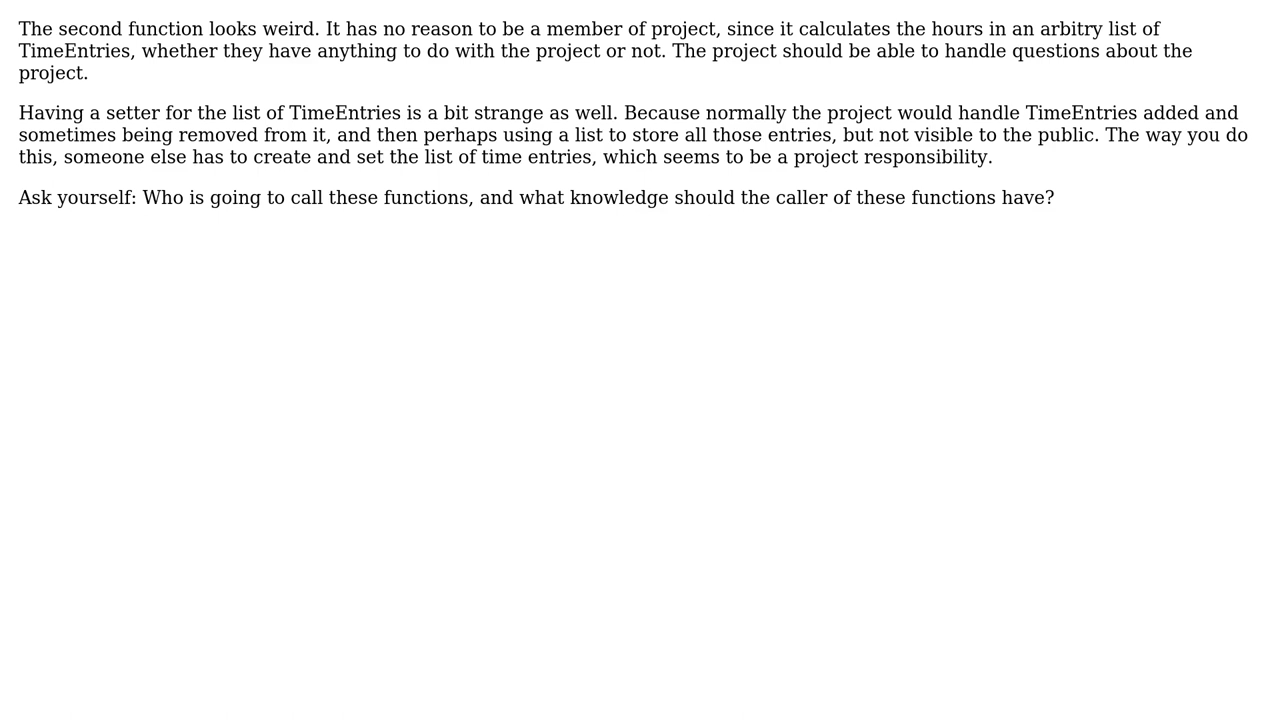 The second function looks weird. It has no reason to be a member of project, since it calculates the hours in an arbitry list of
TimeEntries, whether they have anything to do with the project or not. The project should be able to handle questions about the
project.
Having a setter for the list of TimeEntries is a bit strange as well. Because normally the project would handle TimeEntries added and
sometimes being removed from it, and then perhaps using a list to store all those entries, but not visible to the public. The way you do
this, someone else has to create and set the list of time entries, which seems to be a project responsibility.
Ask yourself: Who is going to call these functions, and what knowledge should the caller of these functions have?